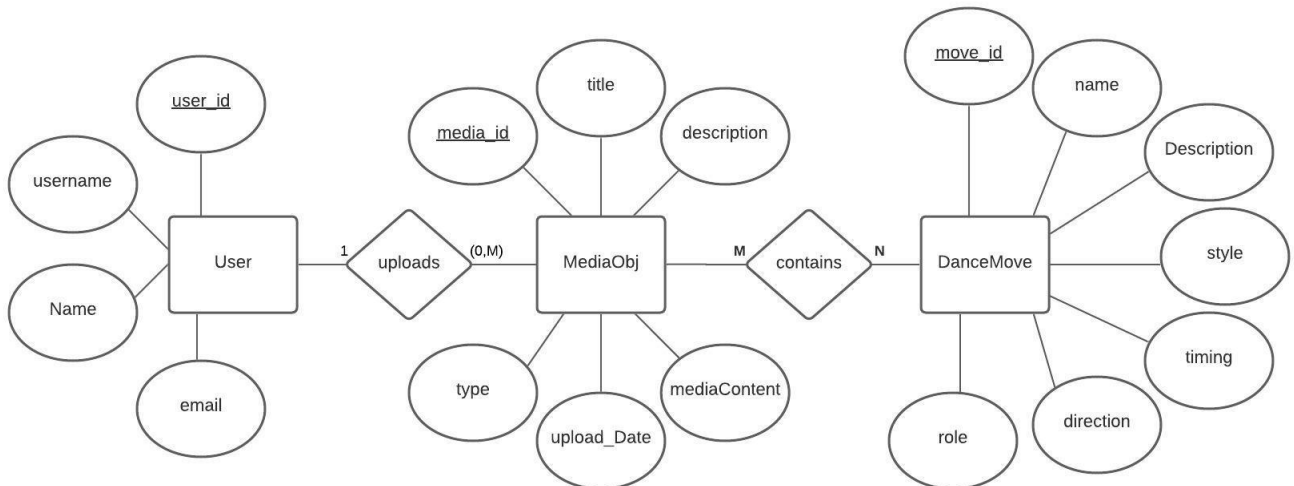 move_id
title
name
user_id
media_id
description
Description
username
1
(0,M)
M
N
style
User
uploads
MediaObj
contains
DanceMove
Name
timing
type
mediaContent
email
direction
upload_Date
role